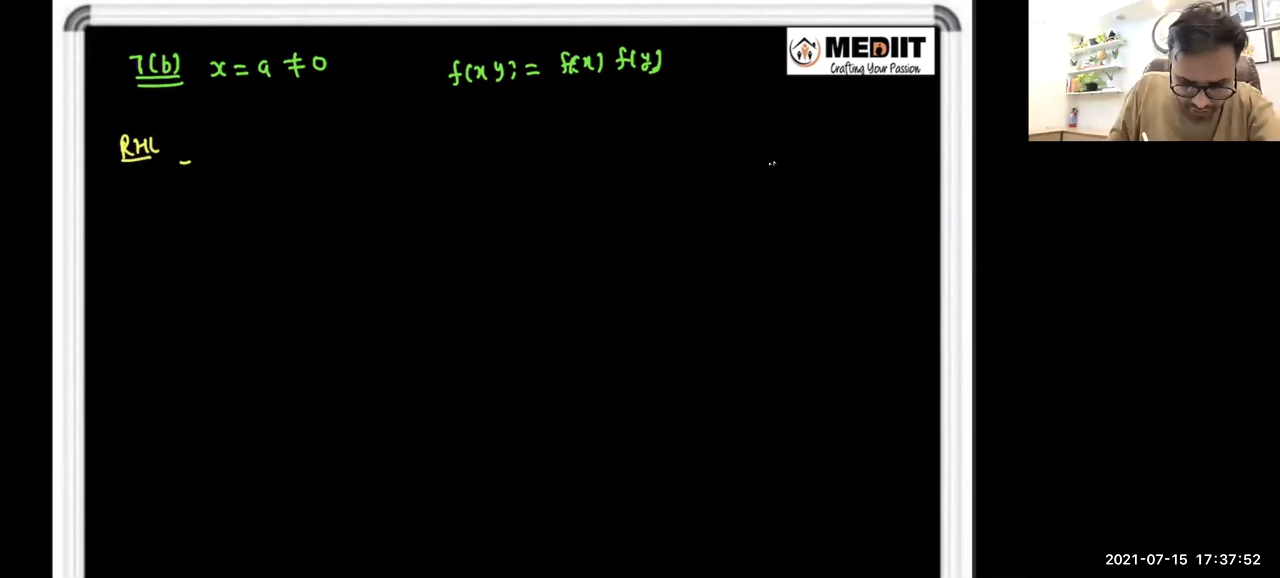 7(b) x = a ≠ 0 f(xy) = f(x) f(y)
MEDIIT
Crafting Your Passion
RHL -
2021-07-15 17:37:52